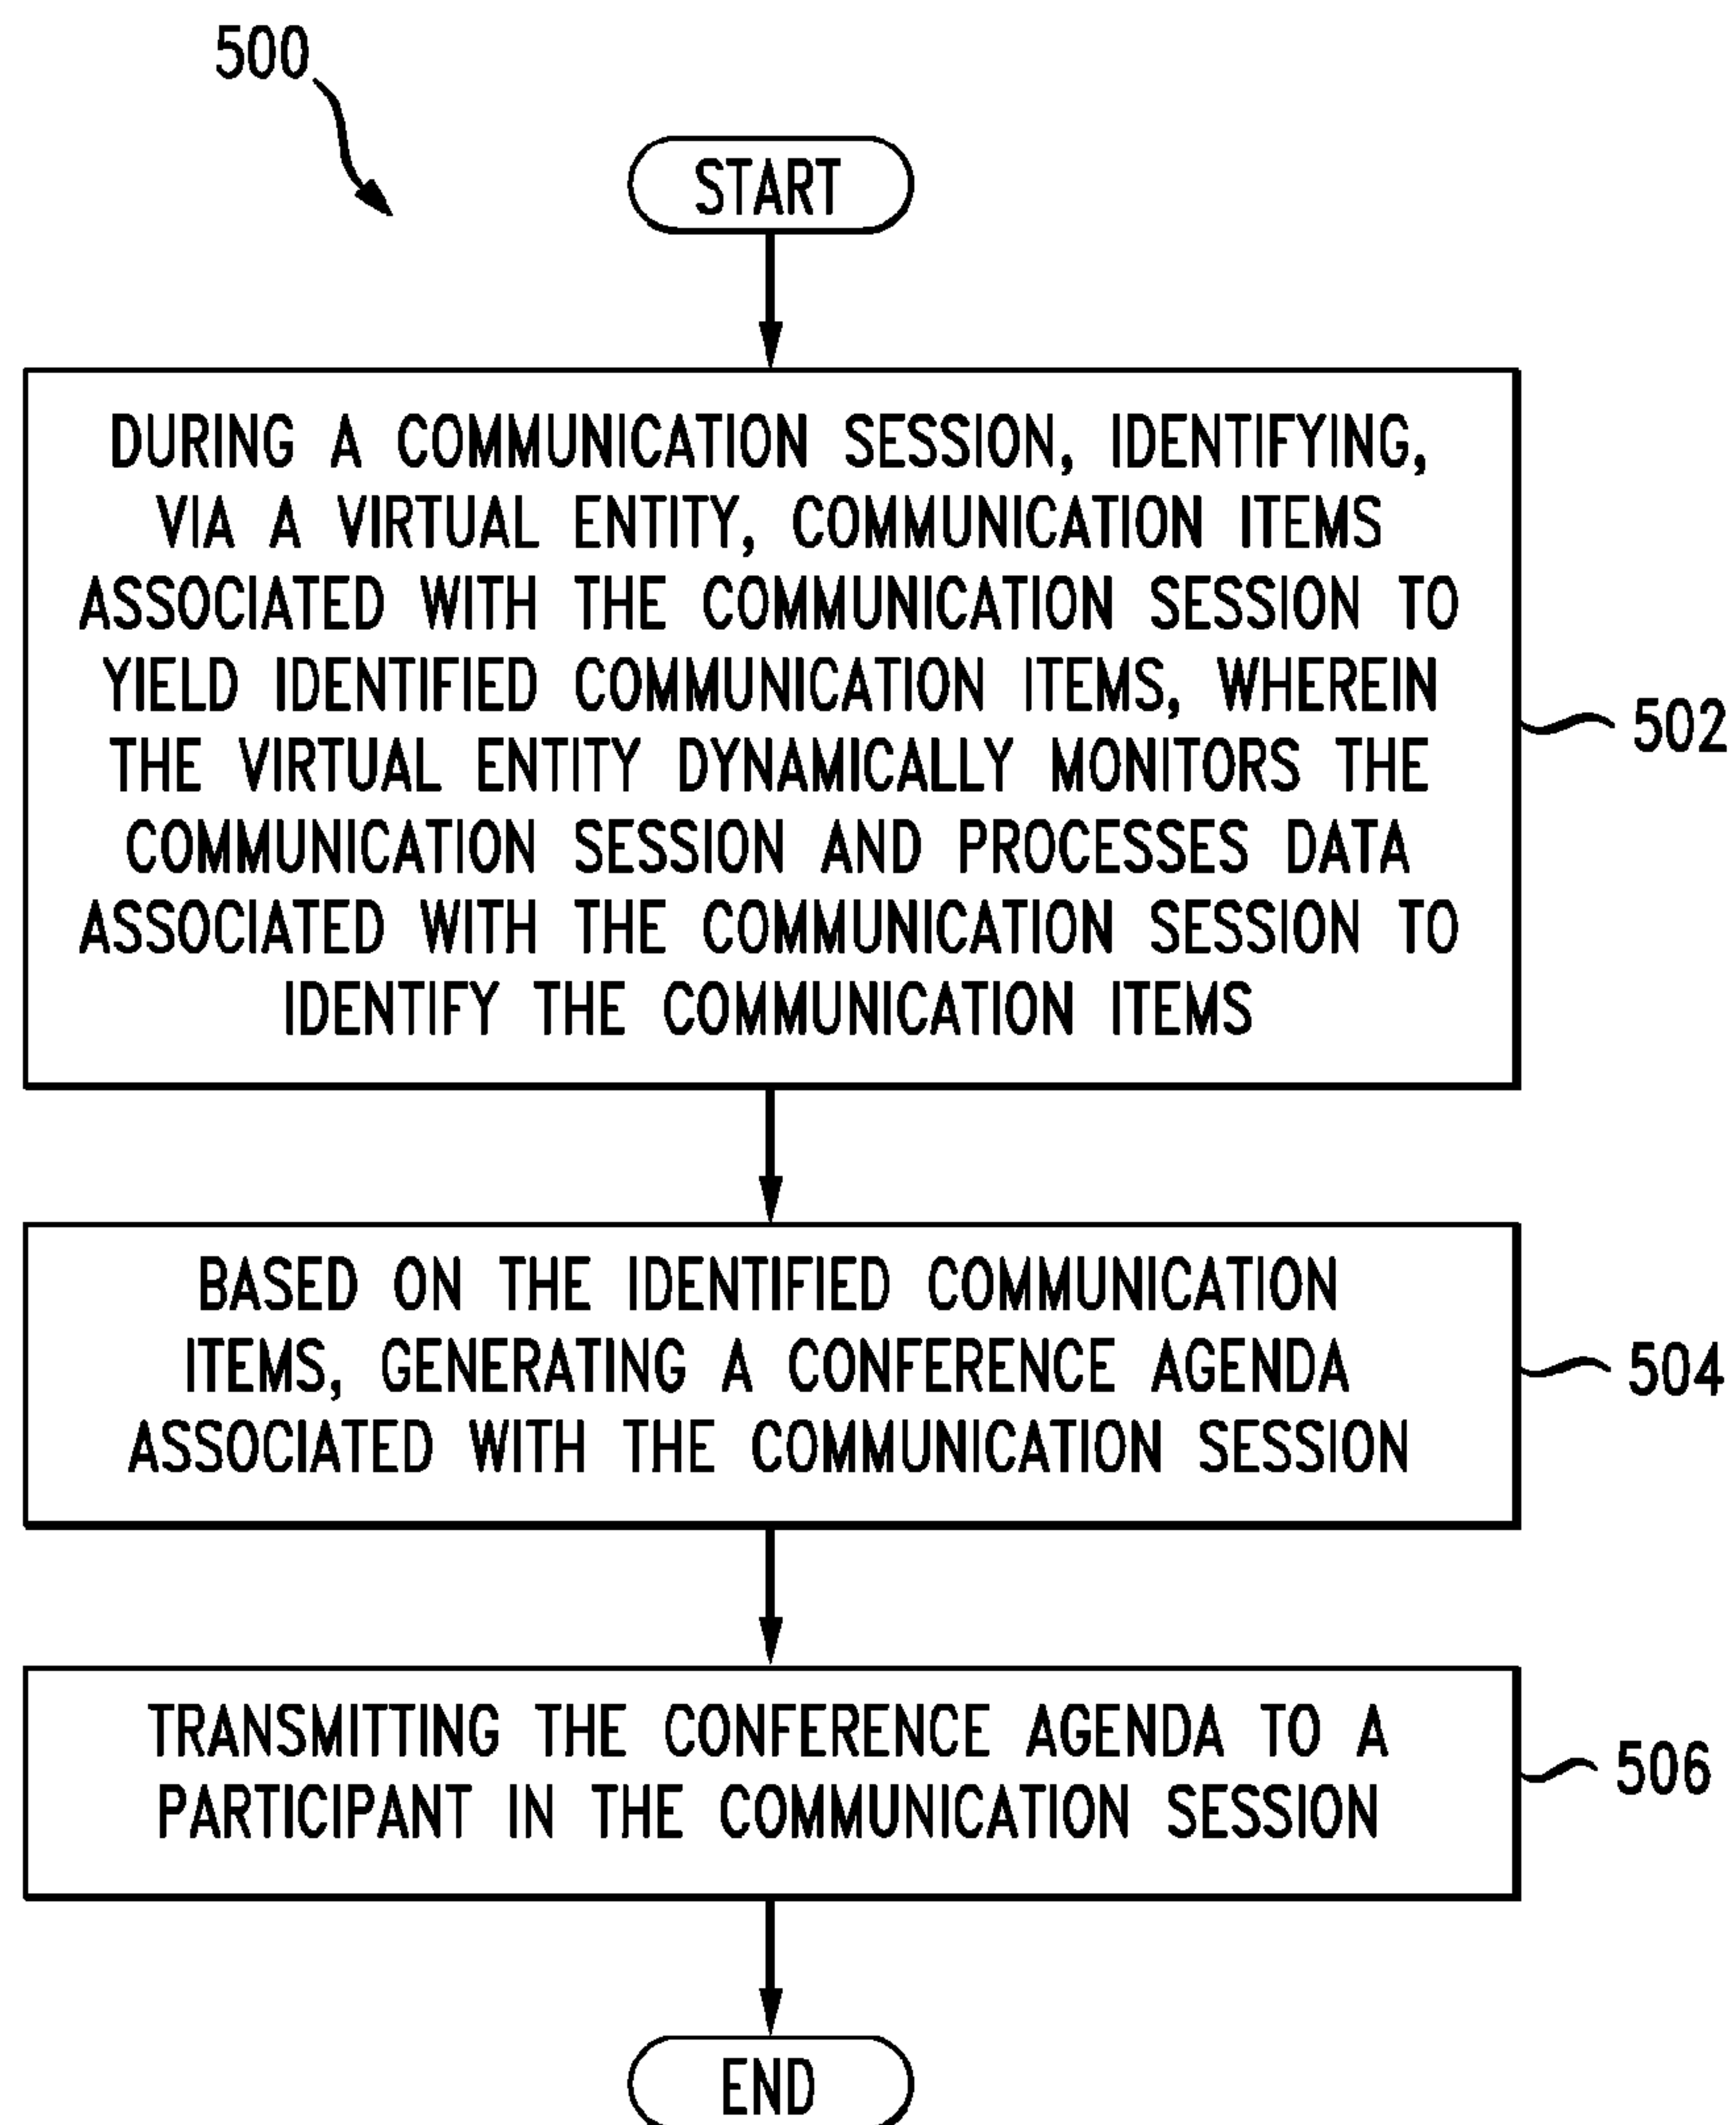 500
START
DURING A COMMUNICATION SESSION, IDENTIFYING,
VIA A VIRTUAL ENTITY, COMMUNICATION ITEMS
ASSOCIATED WITH THE COMMUNICATION SESSION TO
YIELD IDENTIFIED COMMUNICATION ITEMS, WHEREIN
THE VIRTUAL ENTITY DYNAMICALLY MONITORS THE
COMMUNICATION SESSION AND PROCESSES DATA
ASSOCIATED WITH THE COMMUNICATION SESSION TO
IDENTIFY THE COMMUNICATION ITEMS
502
BASED ON THE IDENTIFIED COMMUNICATION
ITEMS, GENERATING A CONFERENCE AGENDA
ASSOCIATED WITH THE COMMUNICATION SESSION
504
TRANSMITTING THE CONFERENCE AGENDA TO A
PARTICIPANT IN THE COMMUNICATION SESSION
506
END